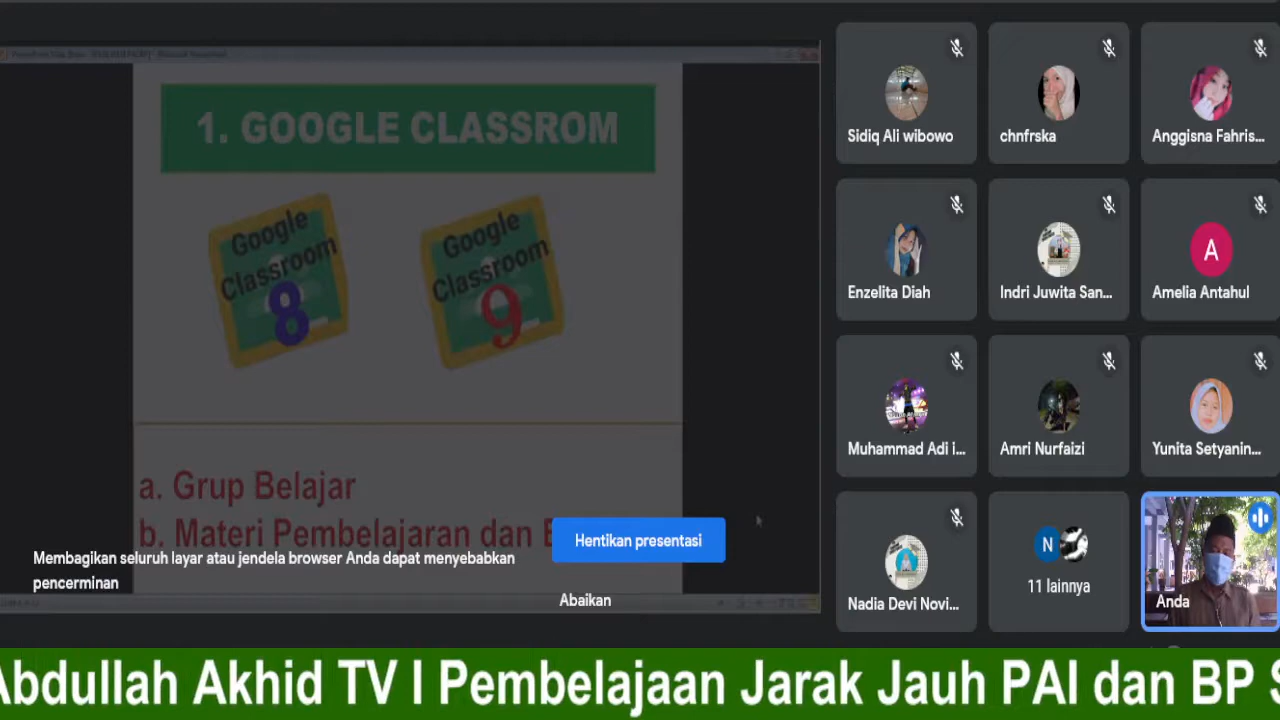 1. GOOGLE CLASSROM
Google
Classroom
8
Google
Classroom
9
a. Grup Belajar
b. Materi Pembelajaran dan
Membagikan seluruh layar atau jendela browser Anda dapat menyebabkan
pencerminan
Hentikan presentasi
Abaikan
Sidiq Ali wibowo
chnfrska
Anggisna Fahris...
Enzelita Diah
Indri Juwita San...
A
Amelia Antahul
Muhammad Adi i...
Amri Nurfaizi
Yunita Setyanin...
Nadia Devi Novi...
N
11 lainnya
Anda
Abdullah Akhid TV I Pembelajaan Jarak Jauh PAI dan BP S